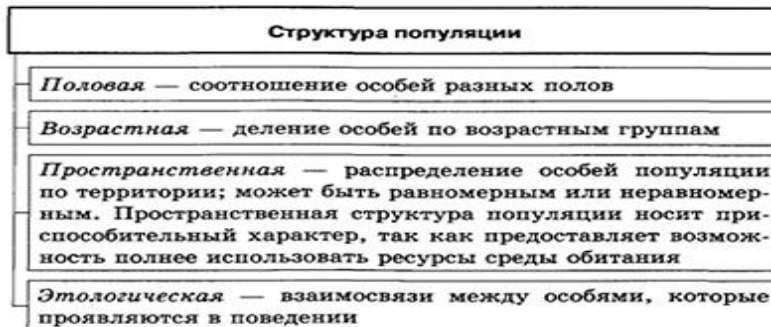 Структура популяции
Половая — соотношение особей разных полов
Возрастная — деление особей по возрастным группам
Пространственная — распределение особей популяции
по территории; может быть равномерным или неравномер-
ным. Пространственная структура популяции носит при-
способительный характер, так как предоставляет возмож-
ность полнее использовать ресурсы среды обитания
Этологическая — взаимосвязи между особями, которые
проявляются в поведении